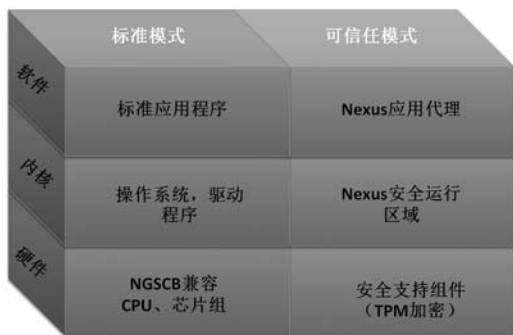 标准模式
可信任模式
软件
标准应用程序
Nexus应用代理
内核
操作系统，驱动
程序
Nexus安全运行
区域
硬件
NGSCB兼容
CPU、芯片组
安全支持组件
（TPM加密）